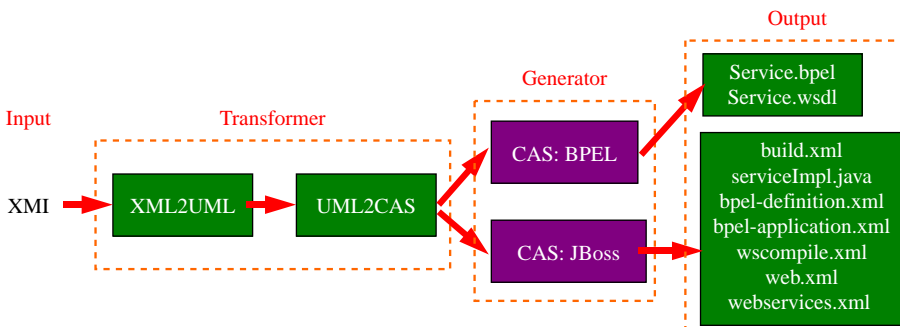 Output
Generator
Service.bpel
Service.wsdl
Input
Transformer
CAS: BPEL
build.xml
serviceImpl.java
XMI
XML2UML
UML2CAS
bpel-definition.xml
bpel-application.xml
CAS: JBoss
wscompile.xml
web.xml
webservices.xml